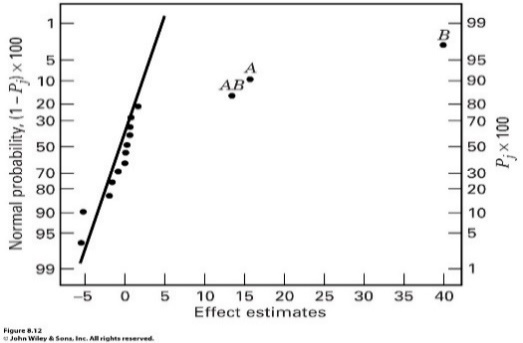 Normal probability, (1 – Pj) × 100
1
5
10
20
30
50
70
80
90
95
99
B
A
AB
99
95
90
80
70
50
30
20
10
5
1
Pj × 100
–5 0 5 10 15 20 25 30 35 40
Effect estimates
Figure 8.12
© John Wiley & Sons, Inc. All rights reserved.